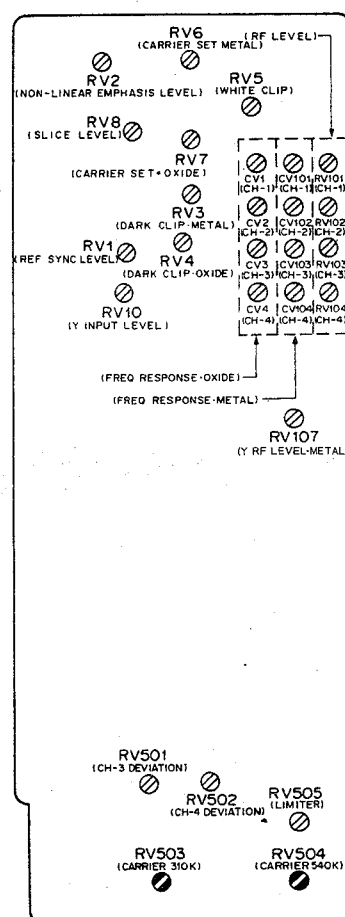 RV6
(CARRIER SET METAL)
(RF LEVEL)
RV2
(NON-LINEAR EMPHASIS LEVEL)
RV5
(WHITE CLIP)
RV8
(SLICE LEVEL)
RV7
(CARRIER SET-OXIDE)
CV1 CV101 RV101
(CH-1) (CH-1) (CH-1)
RV3
(DARK CLIP-METAL)
CV2 CV102 RV102
(CH-2) (CH-2) (CH-2)
RV1
(REF SYNC LEVEL)
RV4
(DARK CLIP-OXIDE)
CV3 CV103 RV103
(CH-3) (CH-3) (CH-3)
RV10
(Y INPUT LEVEL)
CV4 CV104 RV104
(CH-4) (CH-4) (CH-4)
(FREQ RESPONSE-OXIDE)
(FREQ RESPONSE-METAL)
RV107
(Y RF LEVEL-METAL
RV501
(CH-3 DEVIATION)
RV502
(CH-4 DEVIATION)
RV505
(LIMITER)
RV503
(CARRIER 310K)
RV504
(CARRIER 540K)